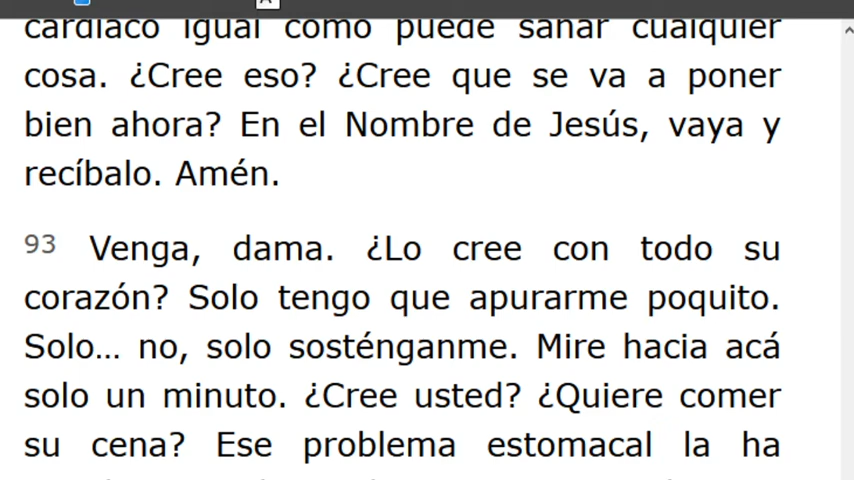 cardíaco igual como puede sanar cualquier
cosa. ¿Cree eso? ¿Cree que se va a poner
bien ahora? En el Nombre de Jesús, vaya y
recíbalo. Amén.
93 Venga, dama. ¿Lo cree con todo su
corazón? Solo tengo que apurarme poquito.
Solo… no, solo sosténganme. Mire hacia acá
solo un minuto. ¿Cree usted? ¿Quiere comer
su cena? Ese problema estomacal la ha